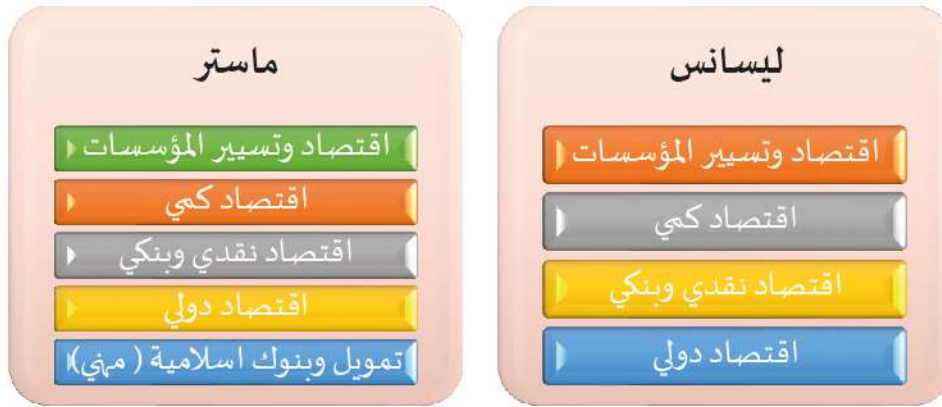 ليسانس
اقتصاد وتسيير المؤسسات
اقتصاد كمي
اقتصاد نقدي وبنكي
اقتصاد دولي
ماستر
اقتصاد وتسيير المؤسسات
اقتصاد كمي
اقتصاد نقدي وبنكي
اقتصاد دولي
تمويل وبنوك اسلامية ( مهني)